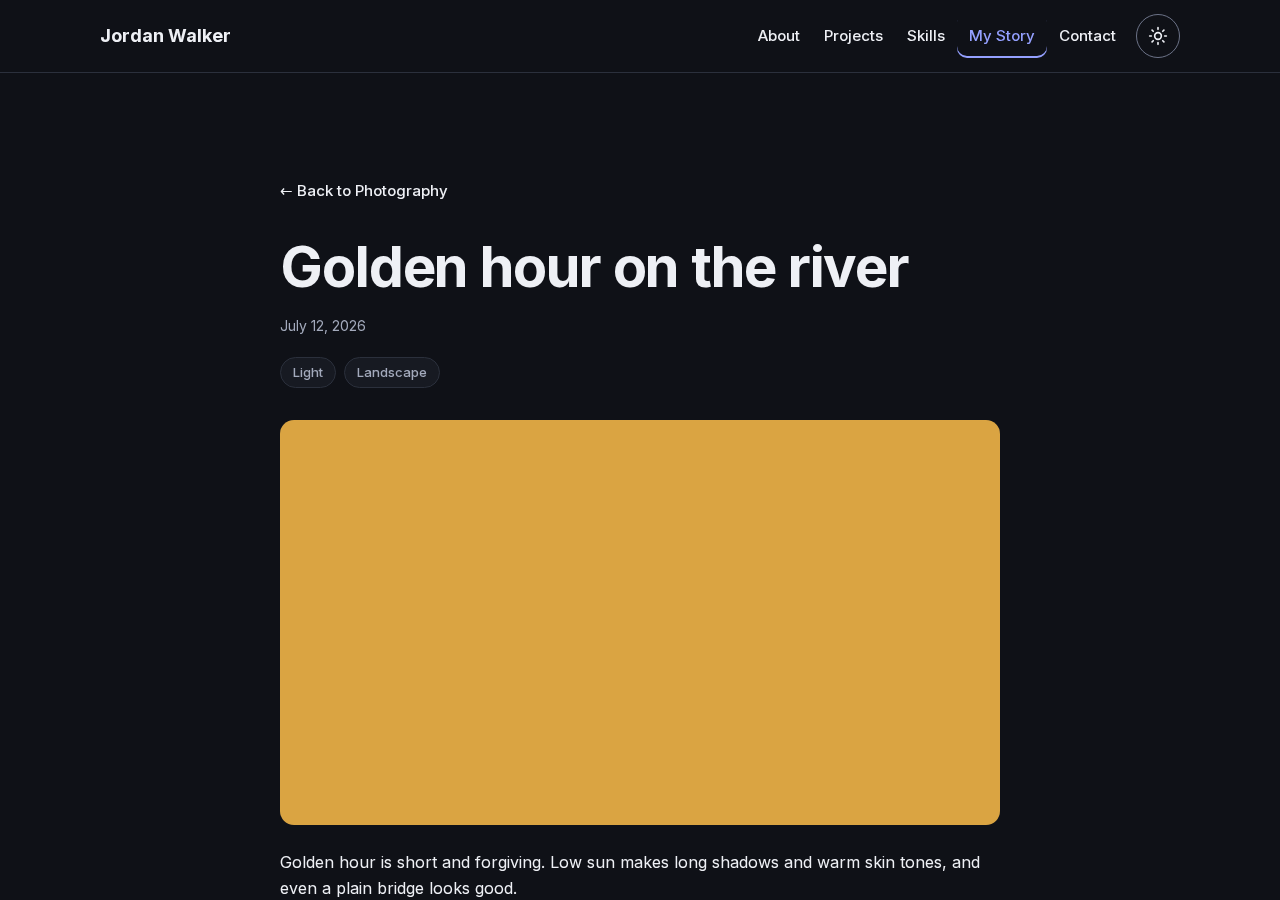 Jordan Walker
About
Projects
Skills
My Story
Contact
← Back to Photography
Golden hour on the river
July 12, 2026
Light
Landscape
Golden hour is short and forgiving. Low sun makes long shadows and warm skin tones, and
even a plain bridge looks good.